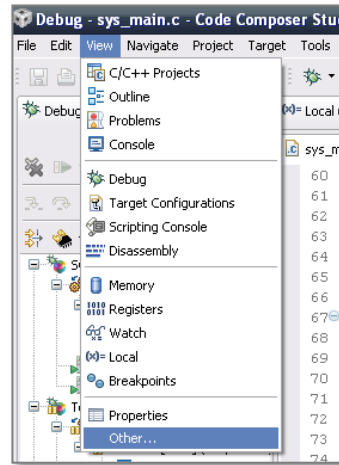 Debug - sys_main.c - Code Composer Stu
File Edit View Navigate Project Target Tools
C/C++ Projects
Outline
Problems
Console
Debug
Target Configurations
Scripting Console
Disassembly
Memory
Registers
Watch
(x)= Local
Breakpoints
Properties
Other...
Debug
(x)= Local
sys_m
60
61
62
63
64
65
66
67
68
69
70
71
72
73
74